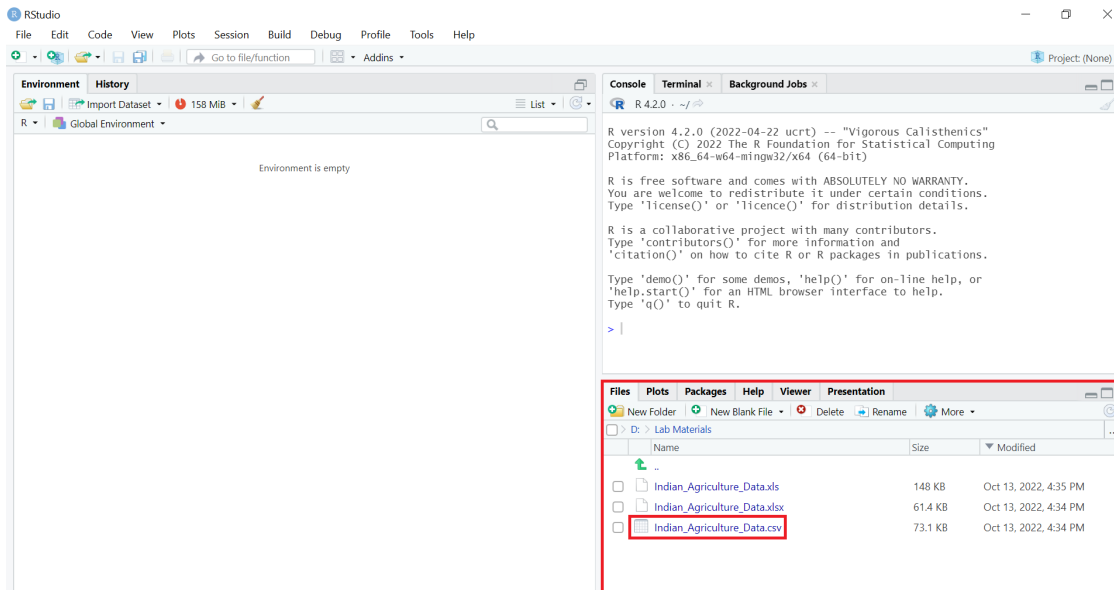 RStudio
File Edit Code View Plots Session Build Debug Profile Tools Help
Go to file/function Addins Project: (None)
Environment History
Import Dataset 158 MiB List
R Global Environment
Environment is empty
Console Terminal Background Jobs
R 4.2.0 · ~/
R version 4.2.0 (2022-04-22 ucrt) -- "Vigorous Calisthenics"
Copyright (C) 2022 The R Foundation for Statistical Computing
Platform: x86_64-w64-mingw32/x64 (64-bit)
R is free software and comes with ABSOLUTELY NO WARRANTY.
You are welcome to redistribute it under certain conditions.
Type 'license()' or 'licence()' for distribution details.
R is a collaborative project with many contributors.
Type 'contributors()' for more information and
'citation()' on how to cite R or R packages in publications.
Type 'demo()' for some demos, 'help()' for on-line help, or
'help.start()' for an HTML browser interface to help.
Type 'q()' to quit R.
>
Files Plots Packages Help Viewer Presentation
New Folder New Blank File Delete Rename More
D: > Lab Materials
Name Size Modified
..
Indian_Agriculture_Data.xls 148 KB Oct 13, 2022, 4:35 PM
Indian_Agriculture_Data.xlsx 61.4 KB Oct 13, 2022, 4:34 PM
Indian_Agriculture_Data.csv 73.1 KB Oct 13, 2022, 4:34 PM